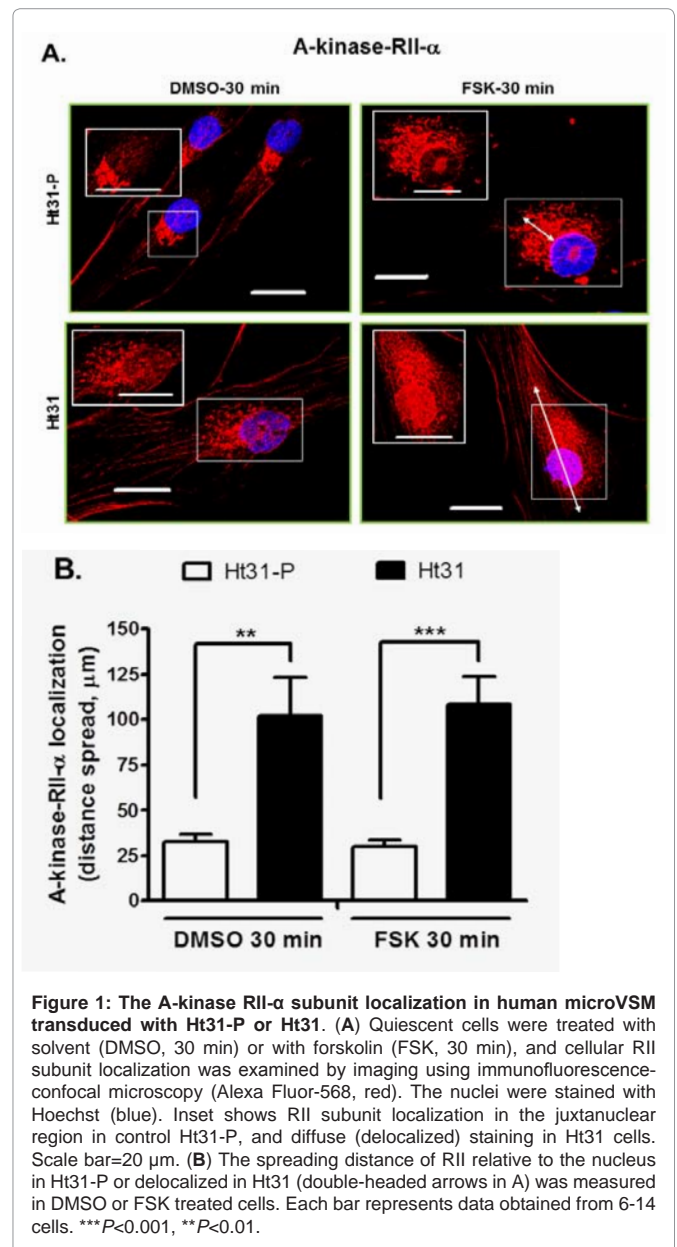 A.
A-kinase-RII-α
DMSO-30 min
FSK-30 min
Ht31-P
Ht31
B.
Ht31-P
Ht31
A-kinase-RII-α localization
(distance spread, µm)
150
125
100
75
50
25
0
**
***
DMSO 30 min
FSK 30 min
Figure 1: The A-kinase RII-α subunit localization in human microVSM
transduced with Ht31-P or Ht31. (A) Quiescent cells were treated with
solvent (DMSO, 30 min) or with forskolin (FSK, 30 min), and cellular RII
subunit localization was examined by imaging using immunofluorescence-
confocal microscopy (Alexa Fluor-568, red). The nuclei were stained with
Hoechst (blue). Inset shows RII subunit localization in the juxtanuclear
region in control Ht31-P, and diffuse (delocalized) staining in Ht31 cells.
Scale bar=20 µm. (B) The spreading distance of RII relative to the nucleus
in Ht31-P or delocalized in Ht31 (double-headed arrows in A) was measured
in DMSO or FSK treated cells. Each bar represents data obtained from 6-14
cells. ***P<0.001, **P<0.01.